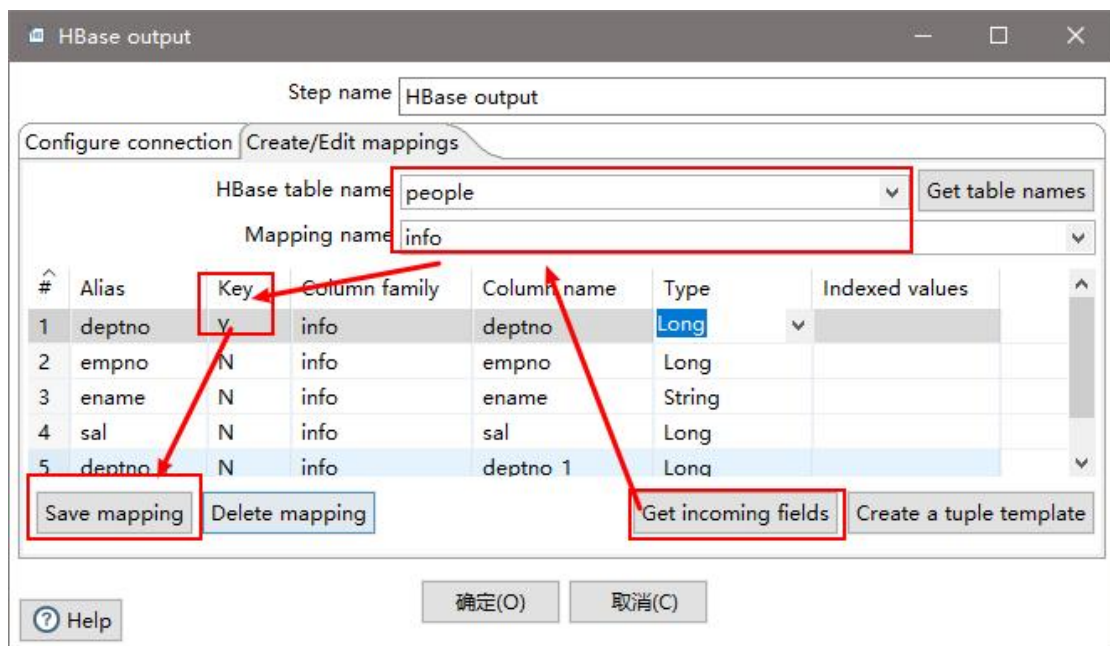 HBase output
Step name HBase output
Configure connection Create/Edit mappings
HBase table name people Get table names
Mapping name info
# Alias Key Column family Column name Type Indexed values
1 deptno Y info deptno Long
2 empno N info empno Long
3 ename N info ename String
4 sal N info sal Long
5 deptno N info deptno 1 Long
Save mapping Delete mapping Get incoming fields Create a tuple template
确定(O) 取消(C)
Help